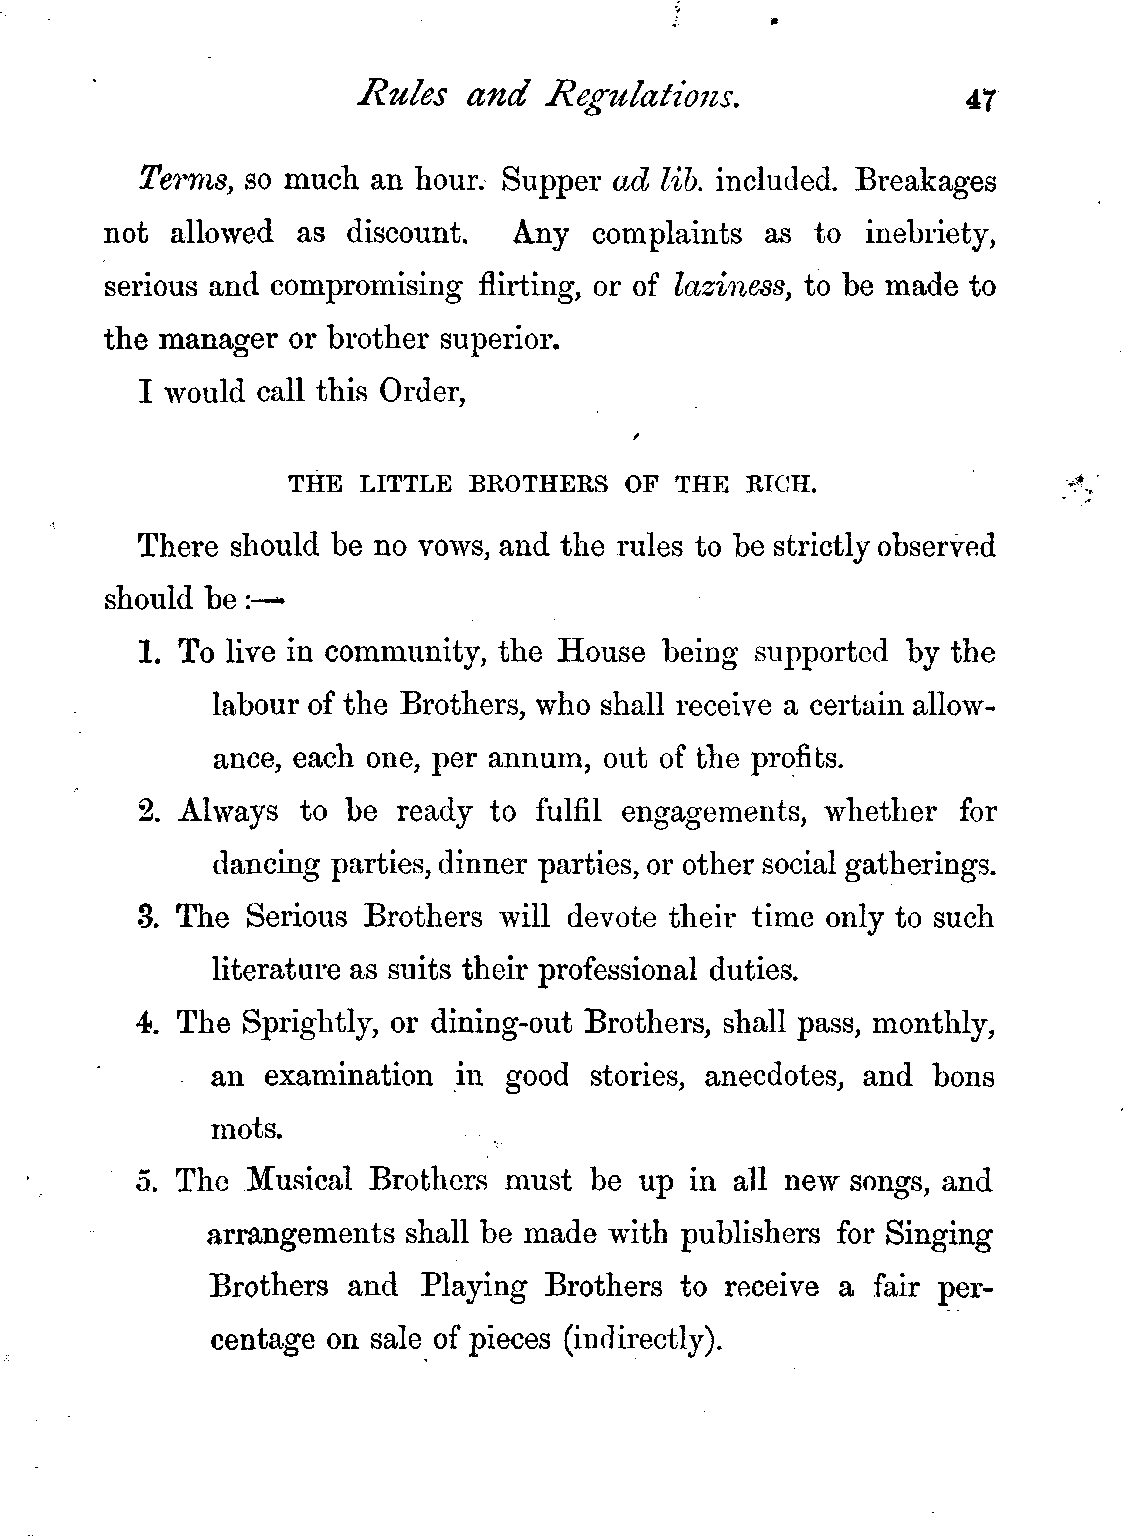 Rules and Regulations. 47
Terms, so much an hour. Supper ad lib. included. Breakages
not allowed as discount. Any complaints as to inebriety,
serious and compromising flirting, or of laziness, to be made to
the manager or brother superior.
I would call this Order,
THE LITTLE BROTHERS OF THE RICH.
There should be no vows, and the rules to be strictly observed
should be :—
1. To live in community, the House being supported by the
labour of the Brothers, who shall receive a certain allow-
ance, each one, per annum, out of the profits.
2. Always to be ready to fulfil engagements, whether for
dancing parties, dinner parties, or other social gatherings.
3. The Serious Brothers will devote their time only to such
literature as suits their professional duties.
4. The Sprightly, or dining-out Brothers, shall pass, monthly,
an examination in good stories, anecdotes, and bons
mots.
5. The Musical Brothers must be up in all new songs, and
arrangements shall be made with publishers for Singing
Brothers and Playing Brothers to receive a fair per-
centage on sale of pieces (indirectly).